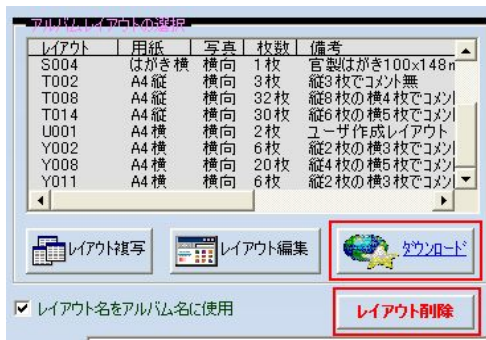 アルバムレイアウトの選択
レイアウト 用紙 写真 枚数 備考
S004 はがき横 横向 1枚 官製はがき100x148m
T002 A4縦 横向 3枚 縦3枚でコメント無
T008 A4縦 横向 32枚 縦8枚の横4枚でコメント
T014 A4縦 横向 30枚 縦6枚の横5枚でコメント
U001 A4横 横向 2枚 ユーザ作成レイアウト
Y002 A4横 横向 6枚 縦2枚の横3枚でコメント
Y008 A4横 横向 20枚 縦4枚の横5枚でコメント
Y011 A4横 横向 6枚 縦2枚の横3枚でコメント
レイアウト複写 レイアウト編集 ダウンロード
レイアウト名をアルバム名に使用 レイアウト削除